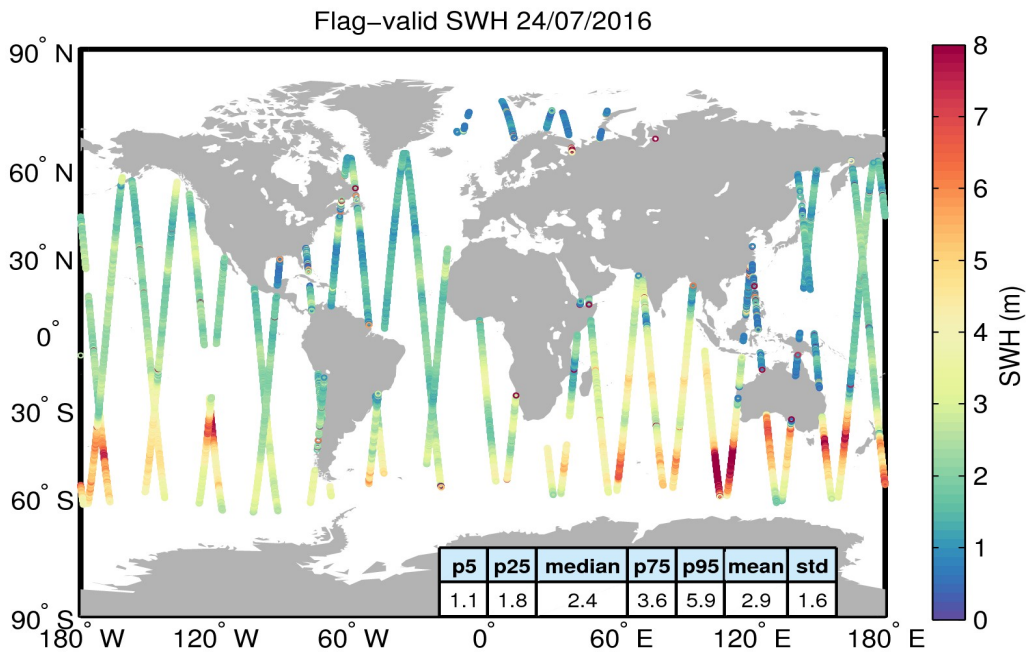 Flag−valid SWH 24/07/2016
90° N
60° N
30° N
0°
30° S
60° S
90° S
180° W
120° W
60° W
0°
60° E
120° E
180° E
p5 p25 median p75 p95 mean std
1.1 1.8 2.4 3.6 5.9 2.9 1.6
8
7
6
5
4
3
2
1
0
SWH (m)